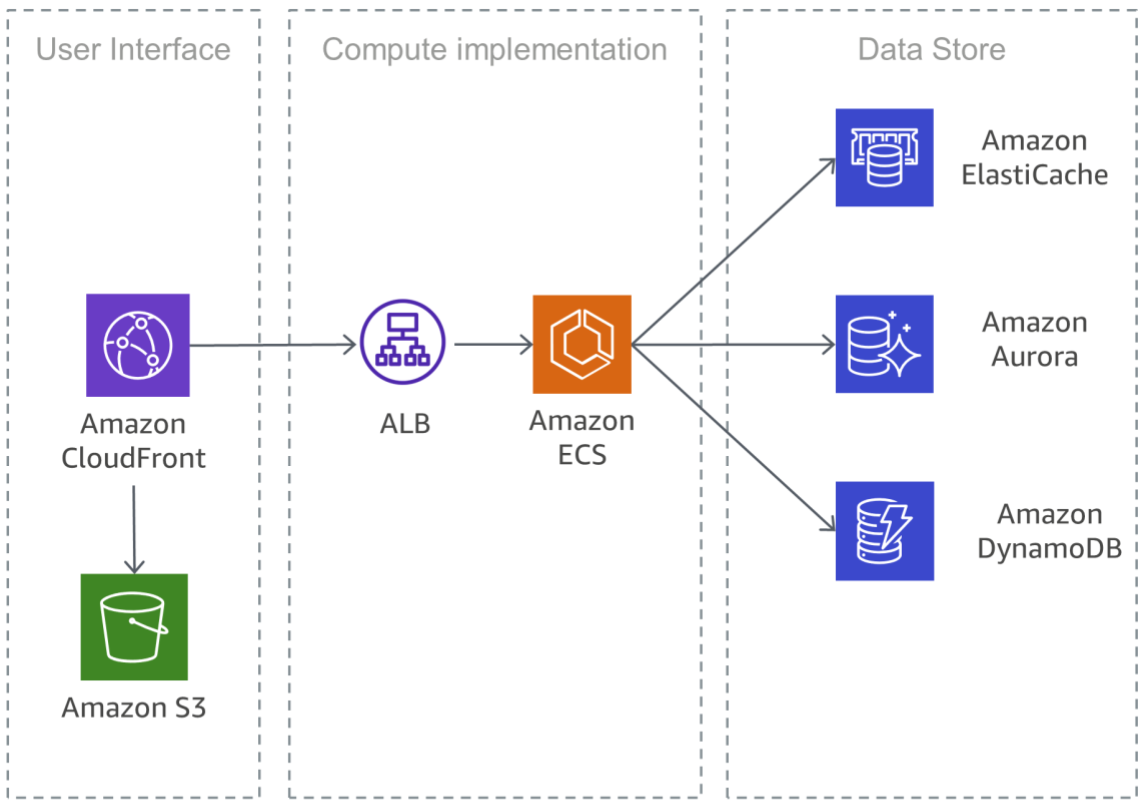 User Interface
Compute implementation
Data Store
Amazon
CloudFront
Amazon S3
ALB
Amazon
ECS
Amazon
ElastiCache
Amazon
Aurora
Amazon
DynamoDB